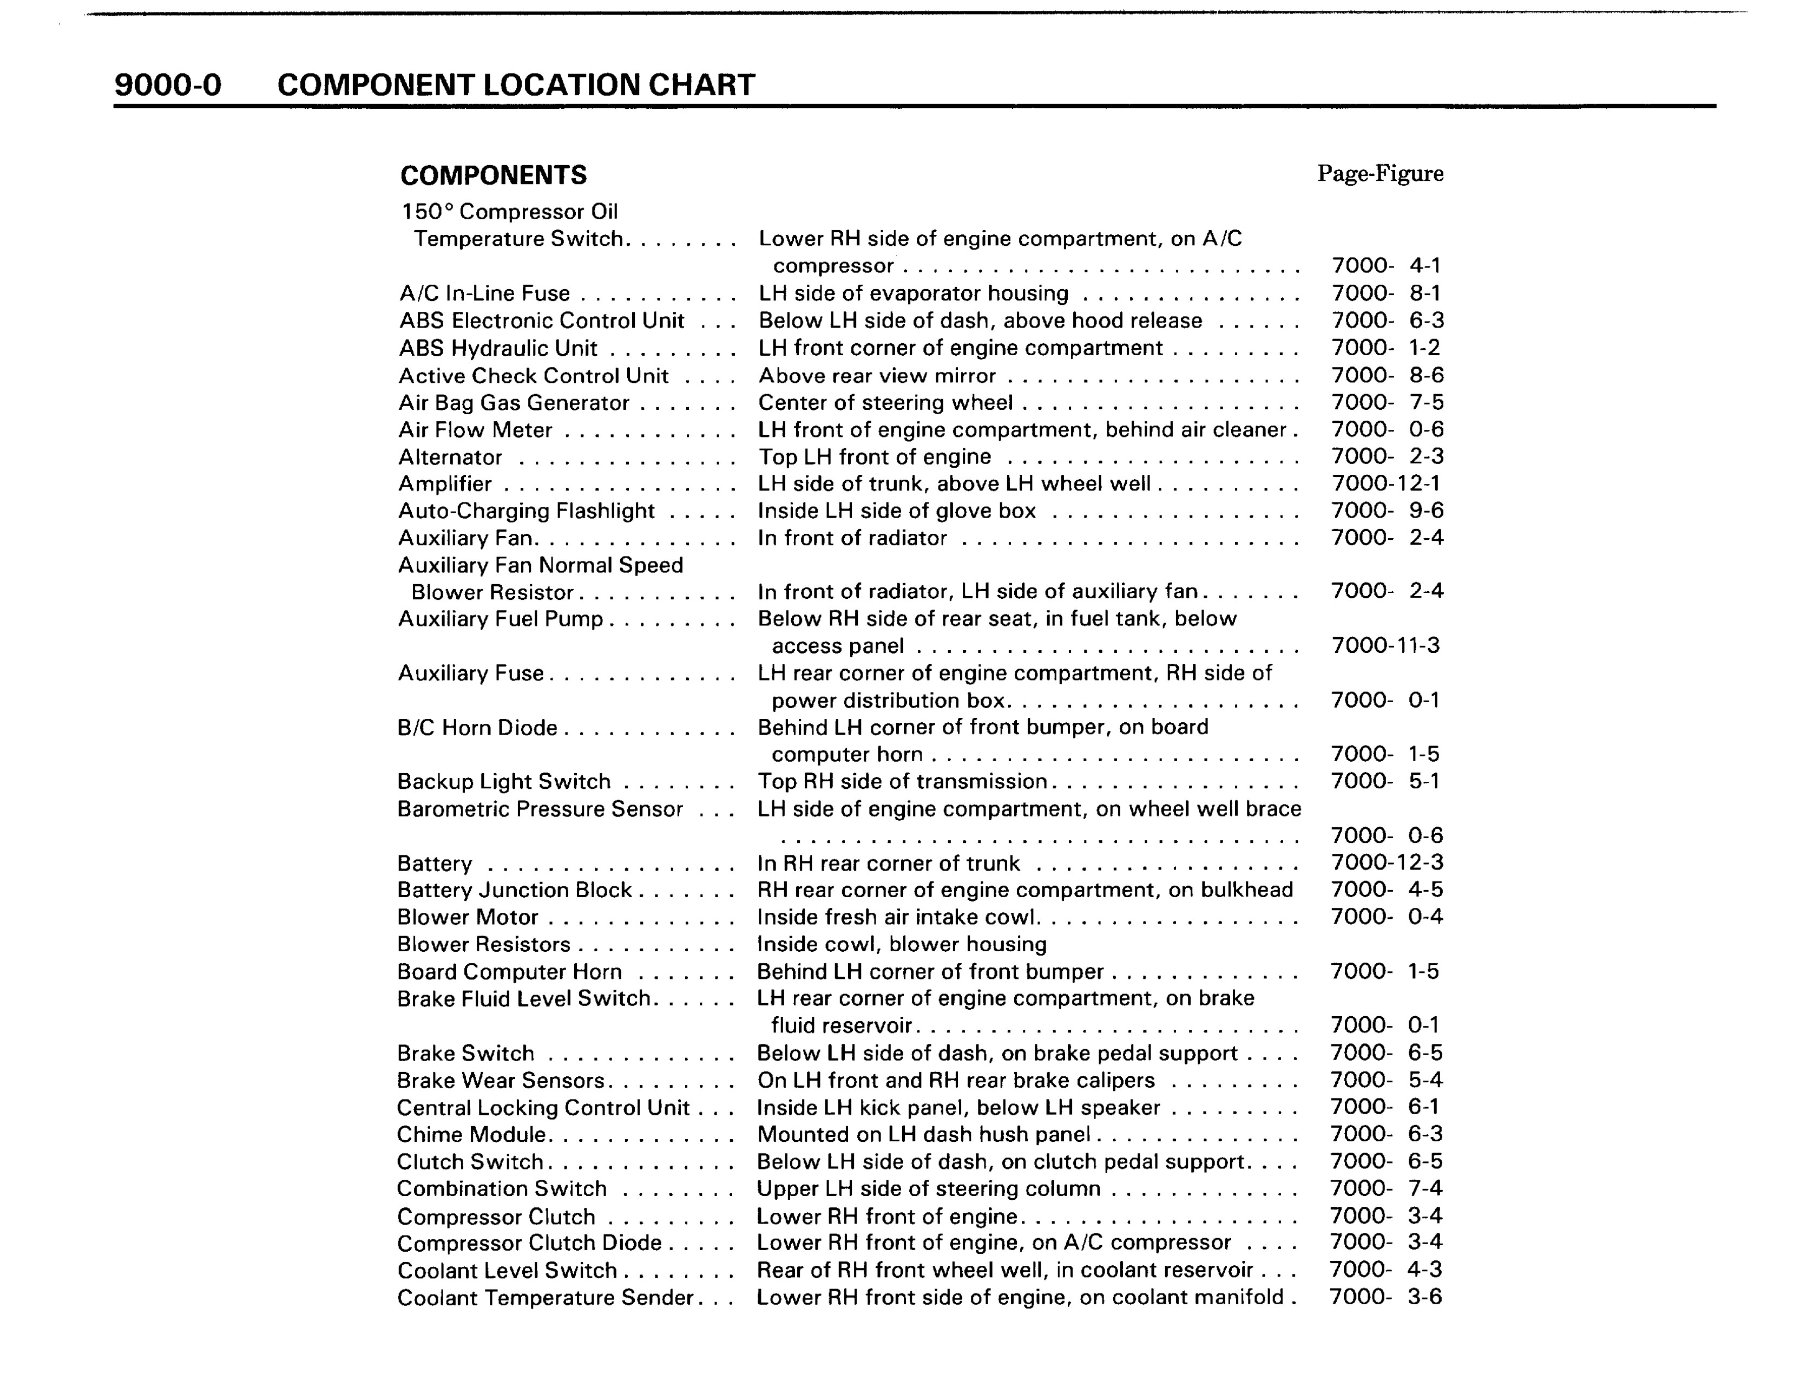 9000-0 COMPONENT LOCATION CHART
COMPONENTS Page-Figure
150° Compressor Oil
Temperature Switch. . . . . . . . Lower RH side of engine compartment, on A/C
compressor . . . . . . . . . . . . . . . . . . . . . . . . . . . 7000- 4-1
A/C In-Line Fuse . . . . . . . . . . . LH side of evaporator housing . . . . . . . . . . . . . . . 7000- 8-1
ABS Electronic Control Unit . . . Below LH side of dash, above hood release . . . . . . 7000- 6-3
ABS Hydraulic Unit . . . . . . . . . LH front corner of engine compartment . . . . . . . . . 7000- 1-2
Active Check Control Unit . . . . Above rear view mirror . . . . . . . . . . . . . . . . . . . . 7000- 8-6
Air Bag Gas Generator . . . . . . . Center of steering wheel . . . . . . . . . . . . . . . . . . . 7000- 7-5
Air Flow Meter . . . . . . . . . . . . LH front of engine compartment, behind air cleaner . 7000- 0-6
Alternator . . . . . . . . . . . . . . . Top LH front of engine . . . . . . . . . . . . . . . . . . . . 7000- 2-3
Amplifier . . . . . . . . . . . . . . . . LH side of trunk, above LH wheel well . . . . . . . . . . 7000-12-1
Auto-Charging Flashlight . . . . . Inside LH side of glove box . . . . . . . . . . . . . . . . . 7000- 9-6
Auxiliary Fan. . . . . . . . . . . . . . In front of radiator . . . . . . . . . . . . . . . . . . . . . . . 7000- 2-4
Auxiliary Fan Normal Speed
Blower Resistor. . . . . . . . . . . In front of radiator, LH side of auxiliary fan. . . . . . . 7000- 2-4
Auxiliary Fuel Pump. . . . . . . . . Below RH side of rear seat, in fuel tank, below
access panel . . . . . . . . . . . . . . . . . . . . . . . . . . 7000-11-3
Auxiliary Fuse. . . . . . . . . . . . . LH rear corner of engine compartment, RH side of
power distribution box. . . . . . . . . . . . . . . . . . . . 7000- 0-1
B/C Horn Diode. . . . . . . . . . . . Behind LH corner of front bumper, on board
computer horn . . . . . . . . . . . . . . . . . . . . . . . . . 7000- 1-5
Backup Light Switch . . . . . . . . Top RH side of transmission. . . . . . . . . . . . . . . . . 7000- 5-1
Barometric Pressure Sensor . . . LH side of engine compartment, on wheel well brace
. . . . . . . . . . . . . . . . . . . . . . . . . . . . . . . . . . . 7000- 0-6
Battery . . . . . . . . . . . . . . . . . In RH rear corner of trunk . . . . . . . . . . . . . . . . . . 7000-12-3
Battery Junction Block. . . . . . . RH rear corner of engine compartment, on bulkhead 7000- 4-5
Blower Motor . . . . . . . . . . . . . Inside fresh air intake cowl. . . . . . . . . . . . . . . . . . 7000- 0-4
Blower Resistors . . . . . . . . . . . Inside cowl, blower housing
Board Computer Horn . . . . . . . Behind LH corner of front bumper . . . . . . . . . . . . . 7000- 1-5
Brake Fluid Level Switch. . . . . . LH rear corner of engine compartment, on brake
fluid reservoir. . . . . . . . . . . . . . . . . . . . . . . . . . 7000- 0-1
Brake Switch . . . . . . . . . . . . . Below LH side of dash, on brake pedal support . . . . 7000- 6-5
Brake Wear Sensors. . . . . . . . . On LH front and RH rear brake calipers . . . . . . . . . 7000- 5-4
Central Locking Control Unit . . . Inside LH kick panel, below LH speaker . . . . . . . . . 7000- 6-1
Chime Module. . . . . . . . . . . . . Mounted on LH dash hush panel. . . . . . . . . . . . . . 7000- 6-3
Clutch Switch. . . . . . . . . . . . . Below LH side of dash, on clutch pedal support. . . . 7000- 6-5
Combination Switch . . . . . . . . Upper LH side of steering column . . . . . . . . . . . . . 7000- 7-4
Compressor Clutch . . . . . . . . . Lower RH front of engine. . . . . . . . . . . . . . . . . . . 7000- 3-4
Compressor Clutch Diode . . . . . Lower RH front of engine, on A/C compressor . . . . 7000- 3-4
Coolant Level Switch . . . . . . . . Rear of RH front wheel well, in coolant reservoir . . . 7000- 4-3
Coolant Temperature Sender. . . Lower RH front side of engine, on coolant manifold . 7000- 3-6